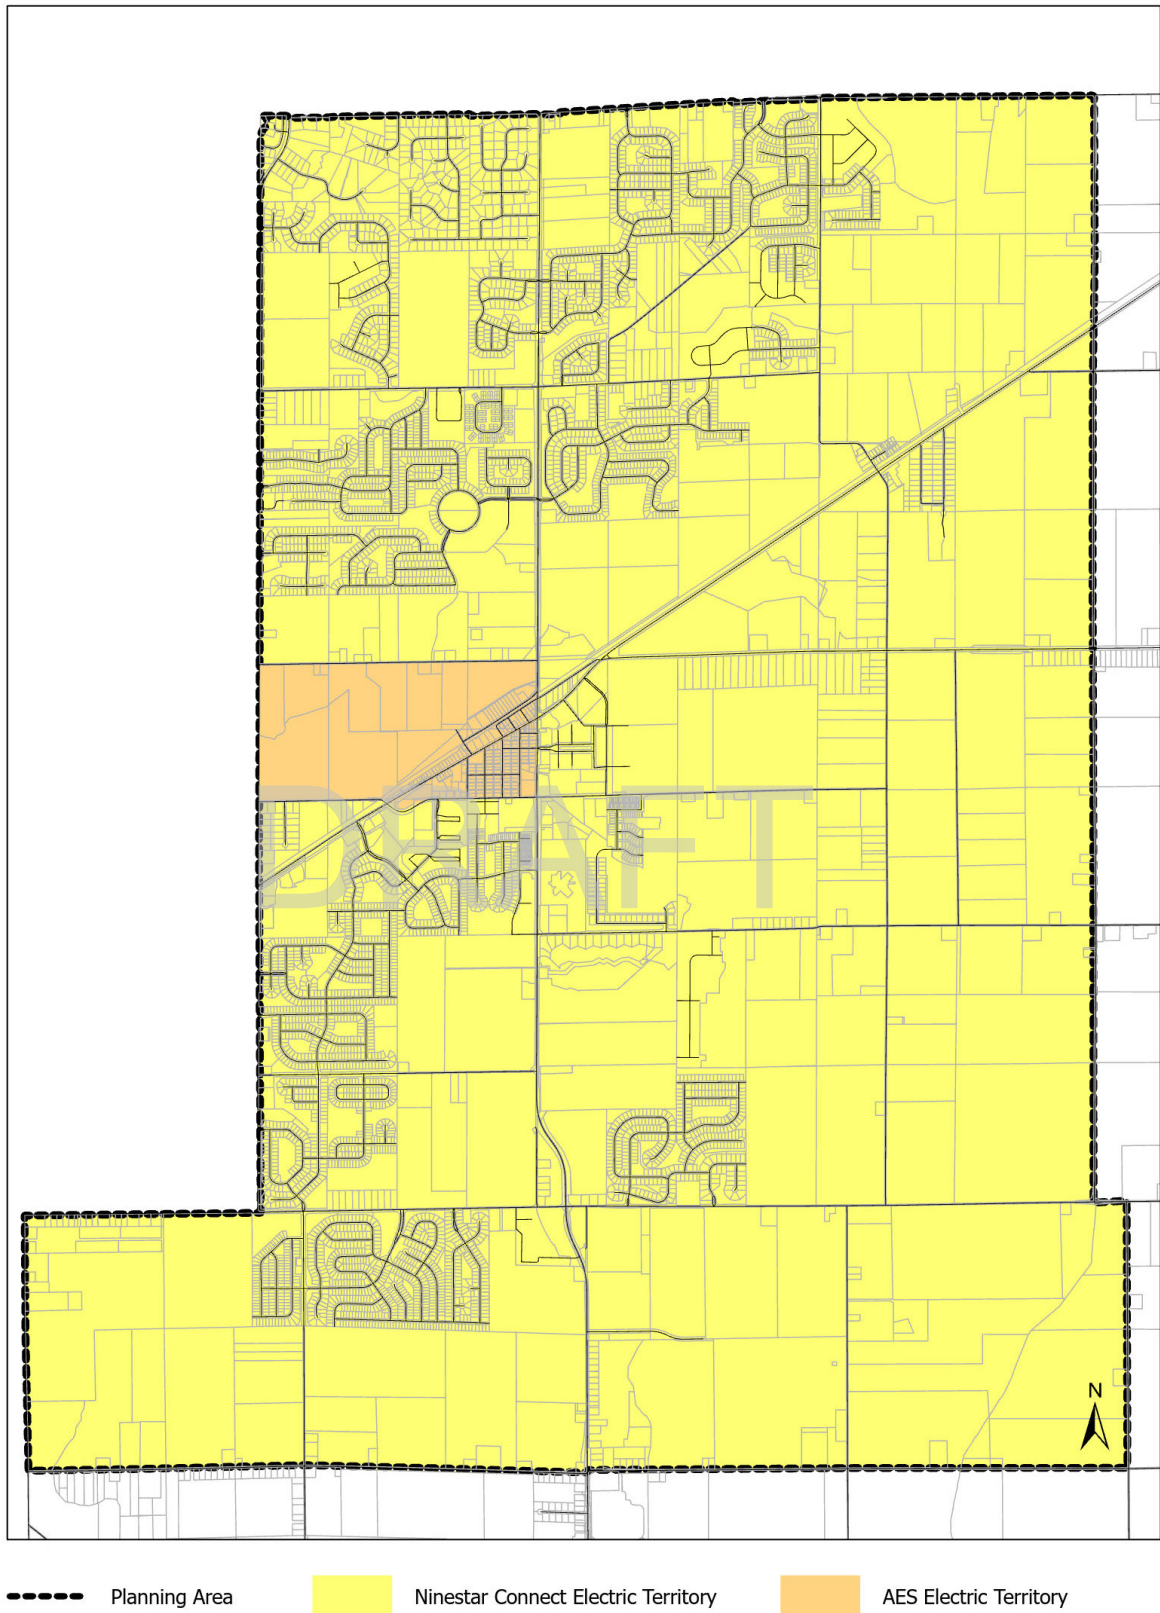 DRAFT
N
Planning Area
Ninestar Connect Electric Territory
AES Electric Territory